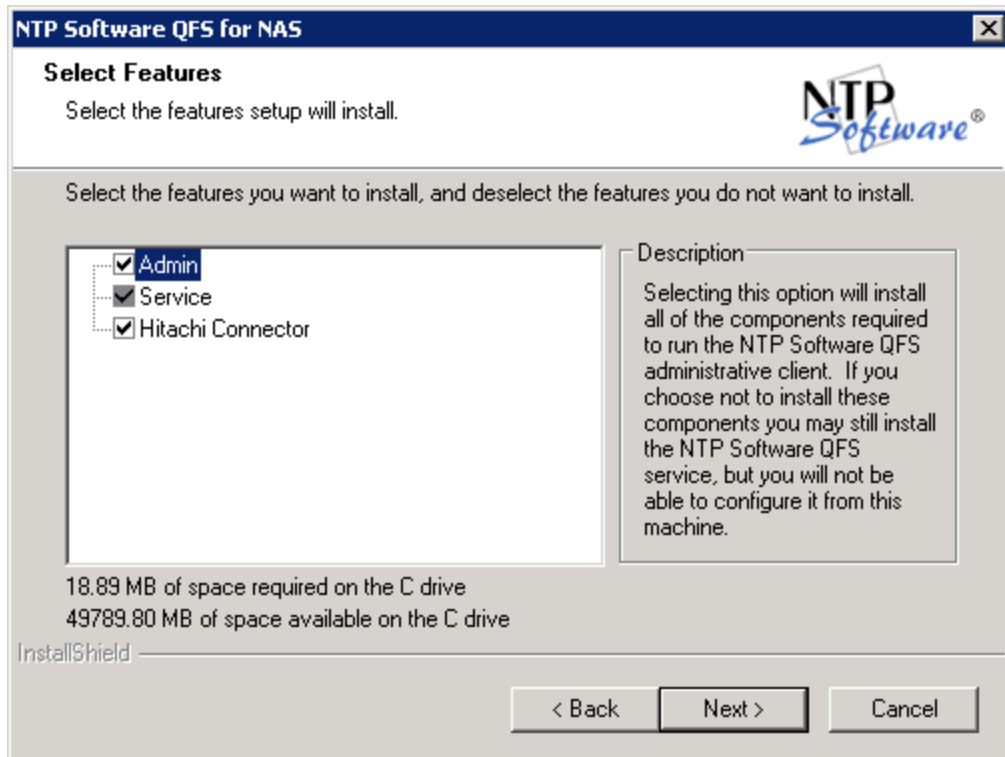 NTP Software QFS for NAS
Select Features
Select the features setup will install.
NTP
Software®
Select the features you want to install, and deselect the features you do not want to install.
Admin
Service
Hitachi Connector
Description
Selecting this option will install
all of the components required
to run the NTP Software QFS
administrative client. If you
choose not to install these
components you may still install
the NTP Software QFS
service, but you will not be
able to configure it from this
machine.
18.89 MB of space required on the C drive
49789.80 MB of space available on the C drive
InstallShield
< Back
Next >
Cancel